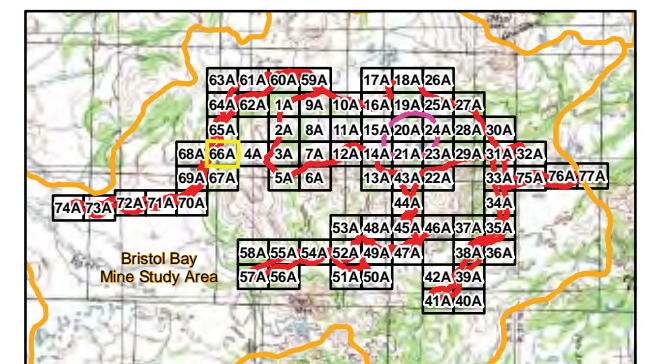 63A 61A 60A 59A 17A 18A 26A
64A 62A 1A 9A 10A 16A 19A 25A 27A
65A 2A 8A 11A 15A 20A 24A 28A 30A
68A 66A 4A 3A 7A 12A 14A 21A 23A 29A 31A 32A
69A 67A 5A 6A 13A 43A 22A 33A 75A 76A 77A
74A 73A 72A 71A 70A 44A 34A
53A 48A 45A 46A 37A 35A
58A 55A 54A 52A 49A 47A 38A 36A
57A 56A 51A 50A 42A 39A
41A 40A
Bristol Bay
Mine Study Area